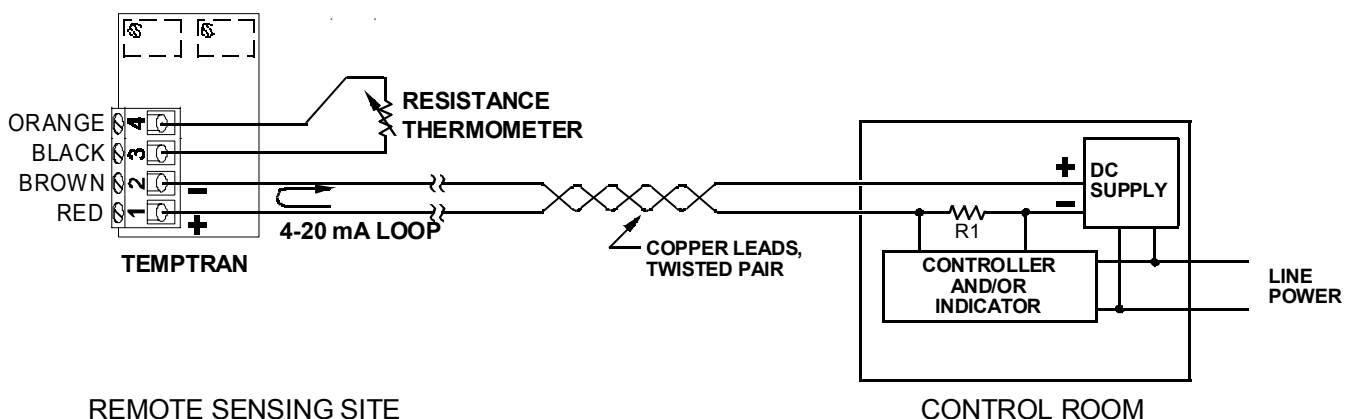 ORANGE
4
BLACK
3
BROWN
2
-
RED
1
+
TEMPTRAN
4-20 mA LOOP
RESISTANCE
THERMOMETER
COPPER LEADS,
TWISTED PAIR
+
-
DC
SUPPLY
R1
CONTROLLER
AND/OR
INDICATOR
LINE
POWER
REMOTE SENSING SITE
CONTROL ROOM